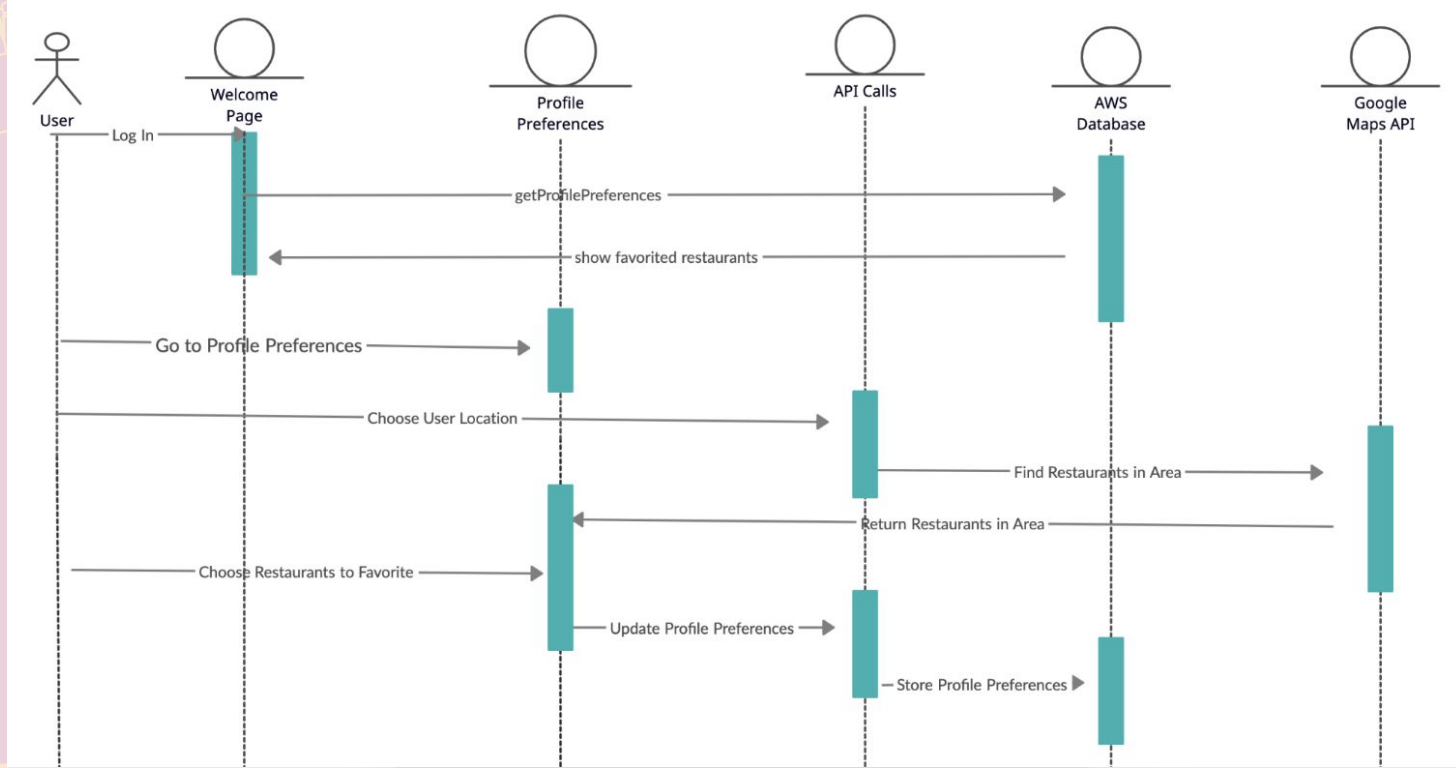 User
Welcome
Page
Profile
Preferences
API Calls
AWS
Database
Google
Maps API
Log In
getProfilePreferences
show favorited restaurants
Go to Profile Preferences
Choose User Location
Find Restaurants in Area
Return Restaurants in Area
Choose Restaurants to Favorite
Update Profile Preferences
Store Profile Preferences